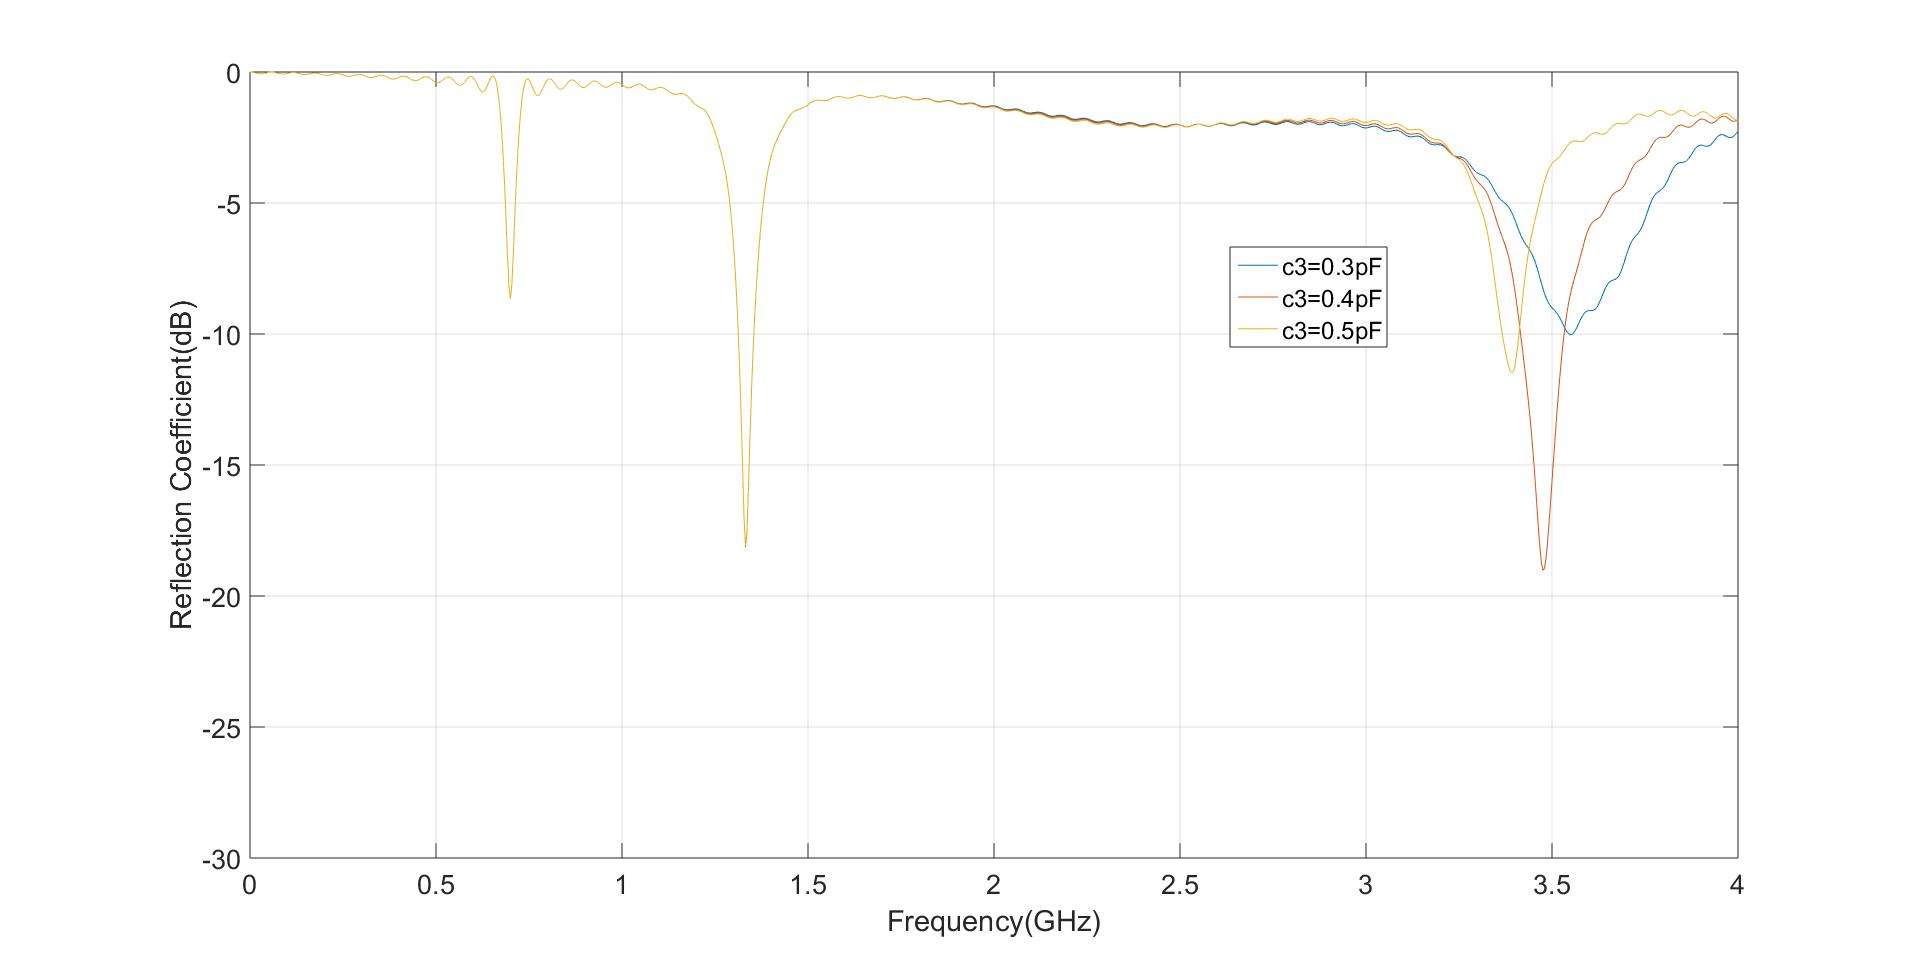 0
-5
-10
-15
-20
-25
-30
Reflection Coefficient(dB)
c3=0.3pF
c3=0.4pF
c3=0.5pF
0 0.5 1 1.5 2 2.5 3 3.5 4
Frequency(GHz)